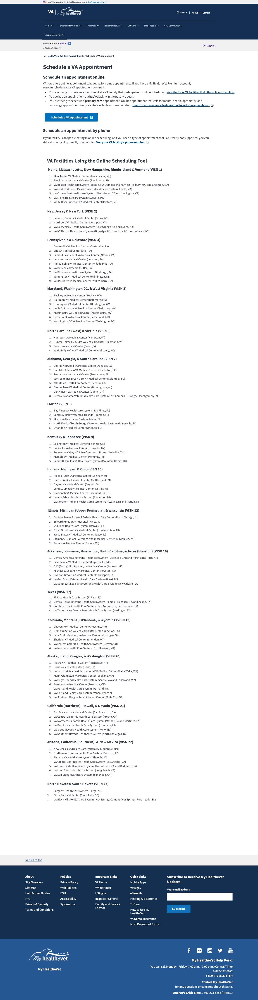 An official website of the United States government Here's how you know.
VA | My healthevet
Search | About | Contact
Home Personal Information Pharmacy Research Health Get Care Track Health MHV Community
Secure Messaging
Welcome Alana (Premium P )
Last successful login : ET
Log Out
My HealtheVet / Get Care / Appointments / Schedule a VA Appointment
Schedule a VA Appointment
Schedule an appointment online
VA now offers online appointment scheduling for some appointments. If you have a My HealtheVet Premium account,
you can schedule your VA appointments online if:
• You are trying to make an appointment at a VA facility that participates in online scheduling. View the list of VA facilities that offer online scheduling.
• You ve had an appointment at that VA facility in the past two years.
• You are trying to schedule a primary care appointment. Online appointment requests for mental health, optometry, and
audiology appointments may also be available at some facilities. How to use the online scheduling tool to make an appointment
Schedule a VA Appointment
Schedule an appointment by phone
If your facility is not participating in online scheduling, or if you need a type of appointment that is currently not supported, you can
still call your facility directly to schedule. Find your VA facility's phone number
VA Facilities Using the Online Scheduling Tool
Maine, Massachusetts, New Hampshire, Rhode Island & Vermont (VISN 1)
1. Manchester VA Medical Center (Manchester, NH)
2. Providence VA Medical Center (Providence, RI)
3. VA Boston Healthcare System (Boston, MA (Jamaica Plain), West Roxbury, MA, and Brockton, MA)
4. VA Central Western Massachusetts Healthcare System (Leeds, MA)
5. VA Connecticut Healthcare System (West Haven, CT and Newington, CT)
6. VA Maine Healthcare System (Augusta, ME)
7. White River Junction VA Medical Center (Hartford, VT)
New Jersey & New York (VISN 2)
1. James J. Peters VA Medical Center (Bronx, NY)
2. Northport VA Medical Center (Northport, NY)
3. VA New Jersey Health Care System (East Orange NJ, and Lyons, NJ)
4. VA NY Harbor Health Care System (Brooklyn, NY, New York, NY, and Jamaica, NY)
Pennsylvania & Delaware (VISN 4)
1. Coatesville VA Medical Center (Coatesville, PA)
2. Erie VA Medical Center (Erie, PA)
3. James E. Van Zandt VA Medical Center (Altoona, PA)
4. Lebanon VA Medical Center (Lebanon, PA)
5. Philadelphia VA Medical Center (Philadelphia, PA)
6. VA Butler Healthcare (Butler, PA)
7. VA Pittsburgh Healthcare System (Pittsburgh, PA)
8. Wilmington VA Medical Center (Wilmington, DE)
9. Wilkes-Barre VA Medical Center (Wilkes-Barre, PA)
Maryland, Washington DC, & West Virginia (VISN 5)
1. Beckley VA Medical Center (Beckley, WV)
2. Baltimore VA Medical Center (Baltimore, MD)
3. Huntington VA Medical Center (Huntington, WV)
4. Louis A. Johnson VA Medical Center (Clarksburg, WV)
5. Martinsburg VA Medical Center (Martinsburg, WV)
6. Perry Point VA Medical Center (Perry Point, MD)
7. Washington DC VA Medical Center (Washington, DC)
North Carolina (West) & Virginia (VISN 6)
1. Hampton VA Medical Center (Hampton, VA)
2. Hunter Holmes McGuire VA Medical Center (Richmond, VA)
3. Salem VA Medical Center (Salem, VA)
4. W. G. (Bill) Hefner VA Medical Center (Salisbury, NC)
Alabama, Georgia, & South Carolina (VISN 7)
1. Charlie Norwood VA Medical Center (Augusta, GA)
2. Ralph H. Johnson VA Medical Center (Charleston, SC)
3. Tuscaloosa VA Medical Center (Tuscaloosa, AL)
4. Wm. Jennings Bryan Dorn VA Medical Center (Columbia, SC)
5. Atlanta VA Health Care System (Decatur, GA)
6. Birmingham VA Medical Center (Birmingham, AL)
7. Carl Vinson VA Medical Center (Dublin, GA)
8. Central Alabama Veterans Health Care System East Campus (Tuskegee, Montgomery, AL)
Florida (VISN 8)
1. Bay Pines VA Healthcare System (Bay Pines, FL)
2. James A. Haley Veterans' Hospital (Tampa, FL)
3. Miami VA Healthcare System (Miami, FL)
4. North Florida/South Georgia Veterans Health System (Gainesville, FL)
5. Orlando VA Medical Center (Orlando, FL)
Kentucky & Tennesee (VISN 9)
1. Lexington VA Medical Center (Lexington, KY)
2. Louisville VA Medical Center (Louisville, KY)
3. Tennessee Valley HCS (Murfreesboro, TN and Nashville, TN)
4. Memphis VA Medical Center (Memphis, TN)
5. James H. Quillen VA Healthcare System (Mountain Home, TN)
Indiana, Michigan, & Ohio (VISN 10)
1. Aleda E. Lutz VA Medical Center (Saginaw, MI)
2. Battle Creek VA Medical Center (Battle Creek, MI)
3. Dayton VA Medical Center (Dayton, OH)
4. John D. Dingell VA Medical Center (Detroit, MI)
5. Cincinnati VA Medical Center (Cincinnati, OH)
6. VA Ann Arbor Healthcare System (Ann Arbor, MI)
7. VA Northern Indiana Health Care System (Fort Wayne, IN and Marion, IN)
Illinois, Michigan (Upper Peninsula), & Wisconsin (VISN 12)
1. Captain James A. Lovell Federal Health Care Center (North Chicago, IL)
2. Edward Hines Jr. VA Hospital (Hines, IL)
3. VA Illiana Health Care System (Danville, IL)
4. Oscar G. Johnson VA Medical Center (Iron Mountain, MI)
5. Jesse Brown VA Medical Center (Chicago, IL)
6. Clement J. Zablocki Veterans Affairs Medical Center (Milwaukee, WI)
7. Tomah VA Medical Center (Tomah, WI)
Arkansas, Louisiana, Mississippi, North Carolina, & Texas (Houston) (VISN 16)
1. Central Arkansas Veterans Healthcare System (Little Rock, AR and North Little Rock, AR)
2. Fayetteville VA Medical Center (Fayetteville, NC)
3. G.V. (Sonny) Montgomery VA Medical Center (Jackson, MS)
4. Michael E. DeBakey VA Medical Center (Houston, TX)
5. Overton Brooks VA Medical Center (Shreveport, LA)
6. VA Gulf Coast Veterans Health Care System (Biloxi, MS)
7. VA Southeast Louisiana Veterans Health Care System (New Orleans, LA)
Texas (VISN 17)
1. El Paso Health Care System (El Paso, TX)
2. Central Texas Veterans Health Care System (Temple, TX, Waco, TX, and Austin, TX)
3. South Texas VA Health Care System (San Antonio, TX, and Kerrville, TX)
4. VA Texas Valley Coastal Bend Health Care System (Harlingen, TX)
Colorado, Montana, Oklahoma, & Wyoming (VISN 19)
1. Cheyenne VA Medical Center (Cheyenne, WY)
2. Grand Junction VA Medical Center (Grand Junction, CO)
3. Jack C. Montgomery VA Medical Center (Muskogee, OK)
4. Sheridan VA Medical Center (Sheridan, WY)
5. VA Eastern Colorado Health Care System (Denver, CO)
6. VA Montana Health Care System (Fort Harrison, MT)
Alaska, Idaho, Oregon, & Washington (VISN 20)
1. Alaska VA Healthcare System (Anchorage, AK)
2. Boise VA Medical Center (Boise, ID)
3. Jonathan M. Wainwright Memorial VA Medical Center (Walla Walla, WA)
4. Mann-Grandstaff VA Medical Center (Spokane, WA)
5. VA Puget Sound Health Care System (Seattle, WA and Lakewood, WA)
6. Roseburg VA Medical Center (Roseburg, OR)
7. VA Portland Health Care System (Portland, OR)
8. VA Portland Health Care System (Vancouver, WA)
9. VA Southern Oregon Rehabilitation Center (White City, OR)
California (Northern), Hawaii, & Nevada (VISN 21)
1. San Francisco VA Medical Center (San Francisco, CA)
2. VA Central California Health Care System (Fresno, CA)
3. VA Northern California Health Care System (Mather, CA and Martinez, CA)
4. VA Pacific Islands Health Care System (Honolulu, HI)
5. VA Sierra Nevada Health Care System (Reno, NV)
6. VA Southern Nevada Healthcare System (North Las Vegas, NV)
Arizona, California (Southern), & New Mexico (VISN 22)
1. New Mexico VA Health Care System (Albuquerque, NM)
2. Northern Arizona VA Health Care System (Prescott, AZ)
3. Phoenix VA Health Care System (Phoenix, AZ)
4. VA Greater Los Angeles Health Care System (Los Angeles, CA)
5. VA Loma Linda Healthcare System (Loma Linda, CA and Redlands, CA)
6. VA Long Beach Healthcare System (Long Beach, CA)
7. VA San Diego Healthcare System (San Diego, CA)
North Dakota & South Dakota (VISN 23)
1. Fargo VA Health Care System (Fargo, ND)
2. Sioux Falls Vet Center (Sioux Falls, SD)
3. VA Black Hills Health Care System - Hot Springs Campus (Hot Springs, Fort Meade, SD)
Return to top
About
Site Overview
Site Map
Help & User Guides
FAQ
Privacy & Security
Terms and Conditions
Policies
Privacy Policy
Web Policies
FOIA
Accessibility
System Use
Important Links
VA Home
White House
USA.gov
Inspector General
Facility and Service
Locator
Quick Links
Mobile Apps
Vets.gov
eBenefits
Hearing Aid Batteries
TriCare
How to Use My
HealtheVet
VA Dental Insurance
Most Requested Forms
Subscribe to Receive My HealtheVet
Updates
Your email address
Subscribe
My healthevet
My HealtheVet
You Tube
My HealtheVet Help Desk:
You can call Monday - Friday, 7:00 a.m. - 7:00 p.m. (Central Time)
1-877-327-0022
1-800-877-8339 (TTY)
Contact My HealtheVet
for any questions or concerns about this site.
Veteran's Crisis Line: 1-800-273-8255 (Press 1)